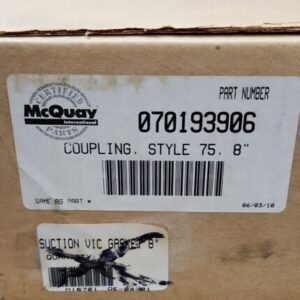 CERTIFIED
McQuay
International
PARTS
PART NUMBER
070193906
COUPLING. STYLE 75. 8"
SAME AS PART *
06/03/10
SUCTION VIC GASKET 8"